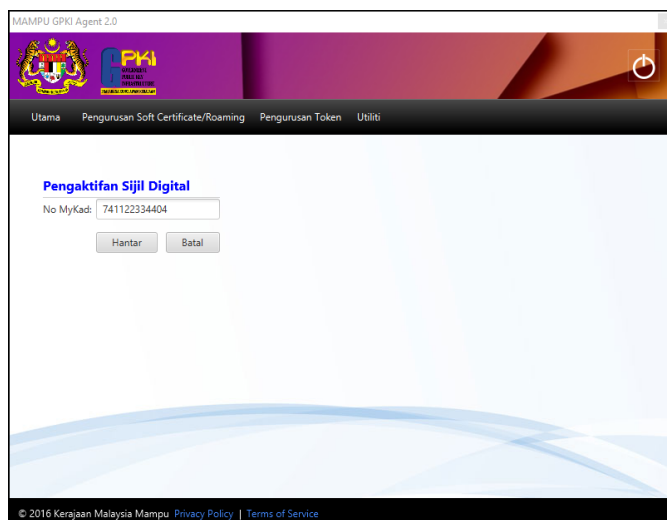 MAMPU GPKI Agent 2.0
GPKI
Utama Pengurusan Soft Certificate/Roaming Pengurusan Token Utiliti
Pengaktifan Sijil Digital
No MyKad: 741122334404
Hantar Batal
© 2016 Kerajaan Malaysia Mampu Privacy Policy | Terms of Service